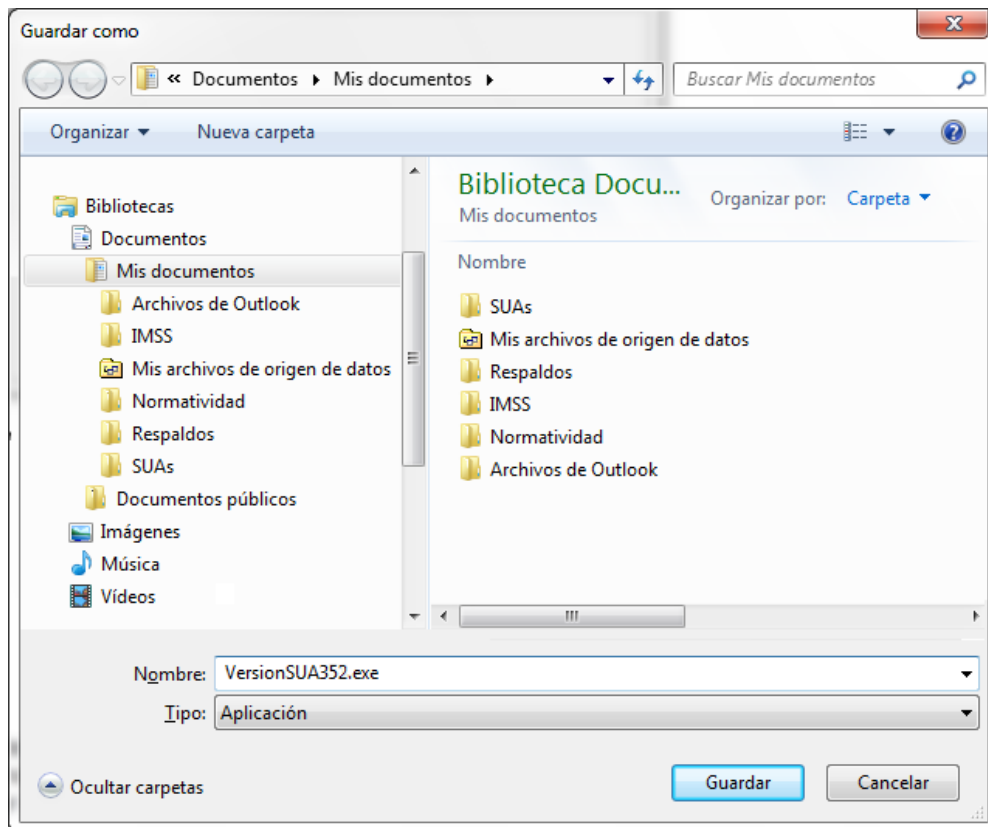 Guardar como
« Documentos ▸ Mis documentos ▸
Buscar Mis documentos
Organizar
Nueva carpeta
Bibliotecas
Documentos
Mis documentos
Archivos de Outlook
IMSS
Mis archivos de origen de datos
Normatividad
Respaldos
SUAs
Documentos públicos
Imágenes
Música
Vídeos
Biblioteca Docu...
Mis documentos
Organizar por: Carpeta
Nombre
SUAs
Mis archivos de origen de datos
Respaldos
IMSS
Normatividad
Archivos de Outlook
Nombre: VersionSUA352.exe
Tipo: Aplicación
Ocultar carpetas
Guardar
Cancelar